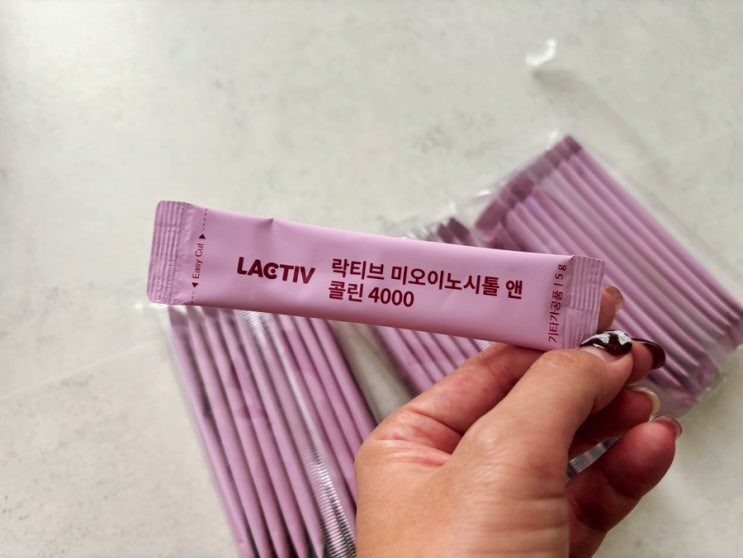 Easy Cut
LACTIV
락티브 미오이노시톨 앤
콜린 4000
기타가공품 | 5 g